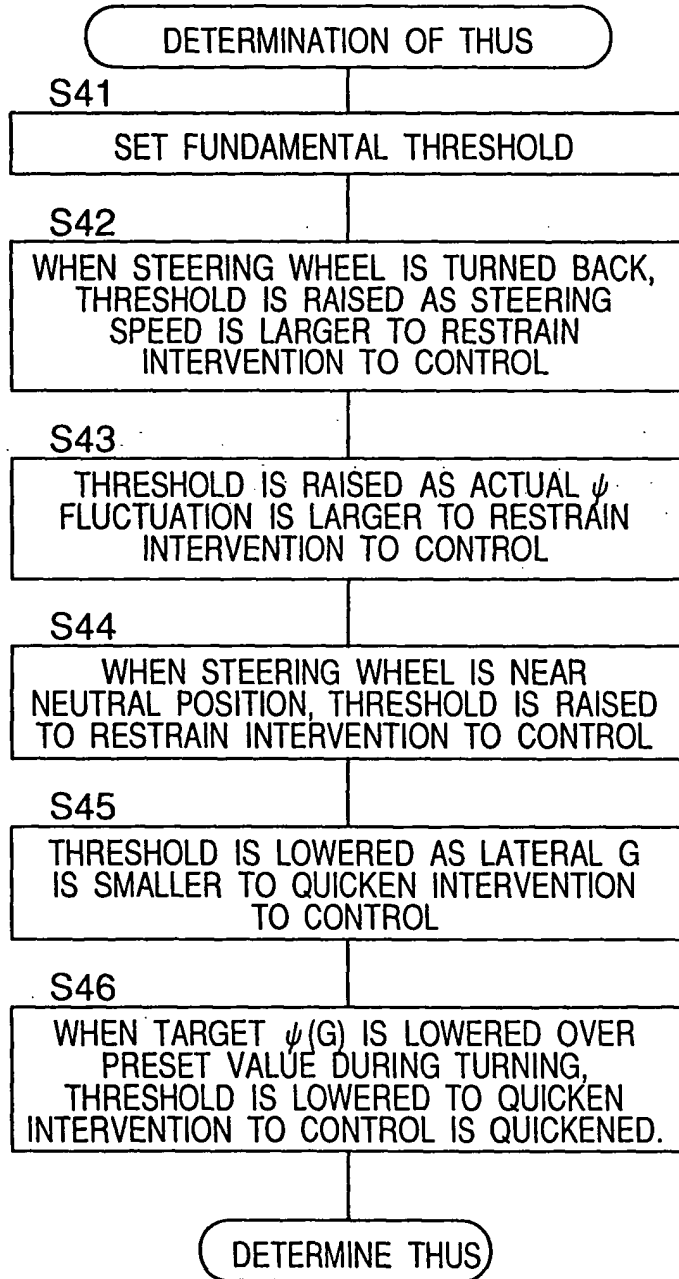 DETERMINATION OF THUS
S41
SET FUNDAMENTAL THRESHOLD
S42
WHEN STEERING WHEEL IS TURNED BACK,
THRESHOLD IS RAISED AS STEERING
SPEED IS LARGER TO RESTRAIN
INTERVENTION TO CONTROL
S43
THRESHOLD IS RAISED AS ACTUAL ψ
FLUCTUATION IS LARGER TO RESTRAIN
INTERVENTION TO CONTROL
S44
WHEN STEERING WHEEL IS NEAR
NEUTRAL POSITION, THRESHOLD IS RAISED
TO RESTRAIN INTERVENTION TO CONTROL
S45
THRESHOLD IS LOWERED AS LATERAL G
IS SMALLER TO QUICKEN INTERVENTION
TO CONTROL
S46
WHEN TARGET ψ(G) IS LOWERED OVER
PRESET VALUE DURING TURNING,
THRESHOLD IS LOWERED TO QUICKEN
INTERVENTION TO CONTROL IS QUICKENED.
DETERMINE THUS